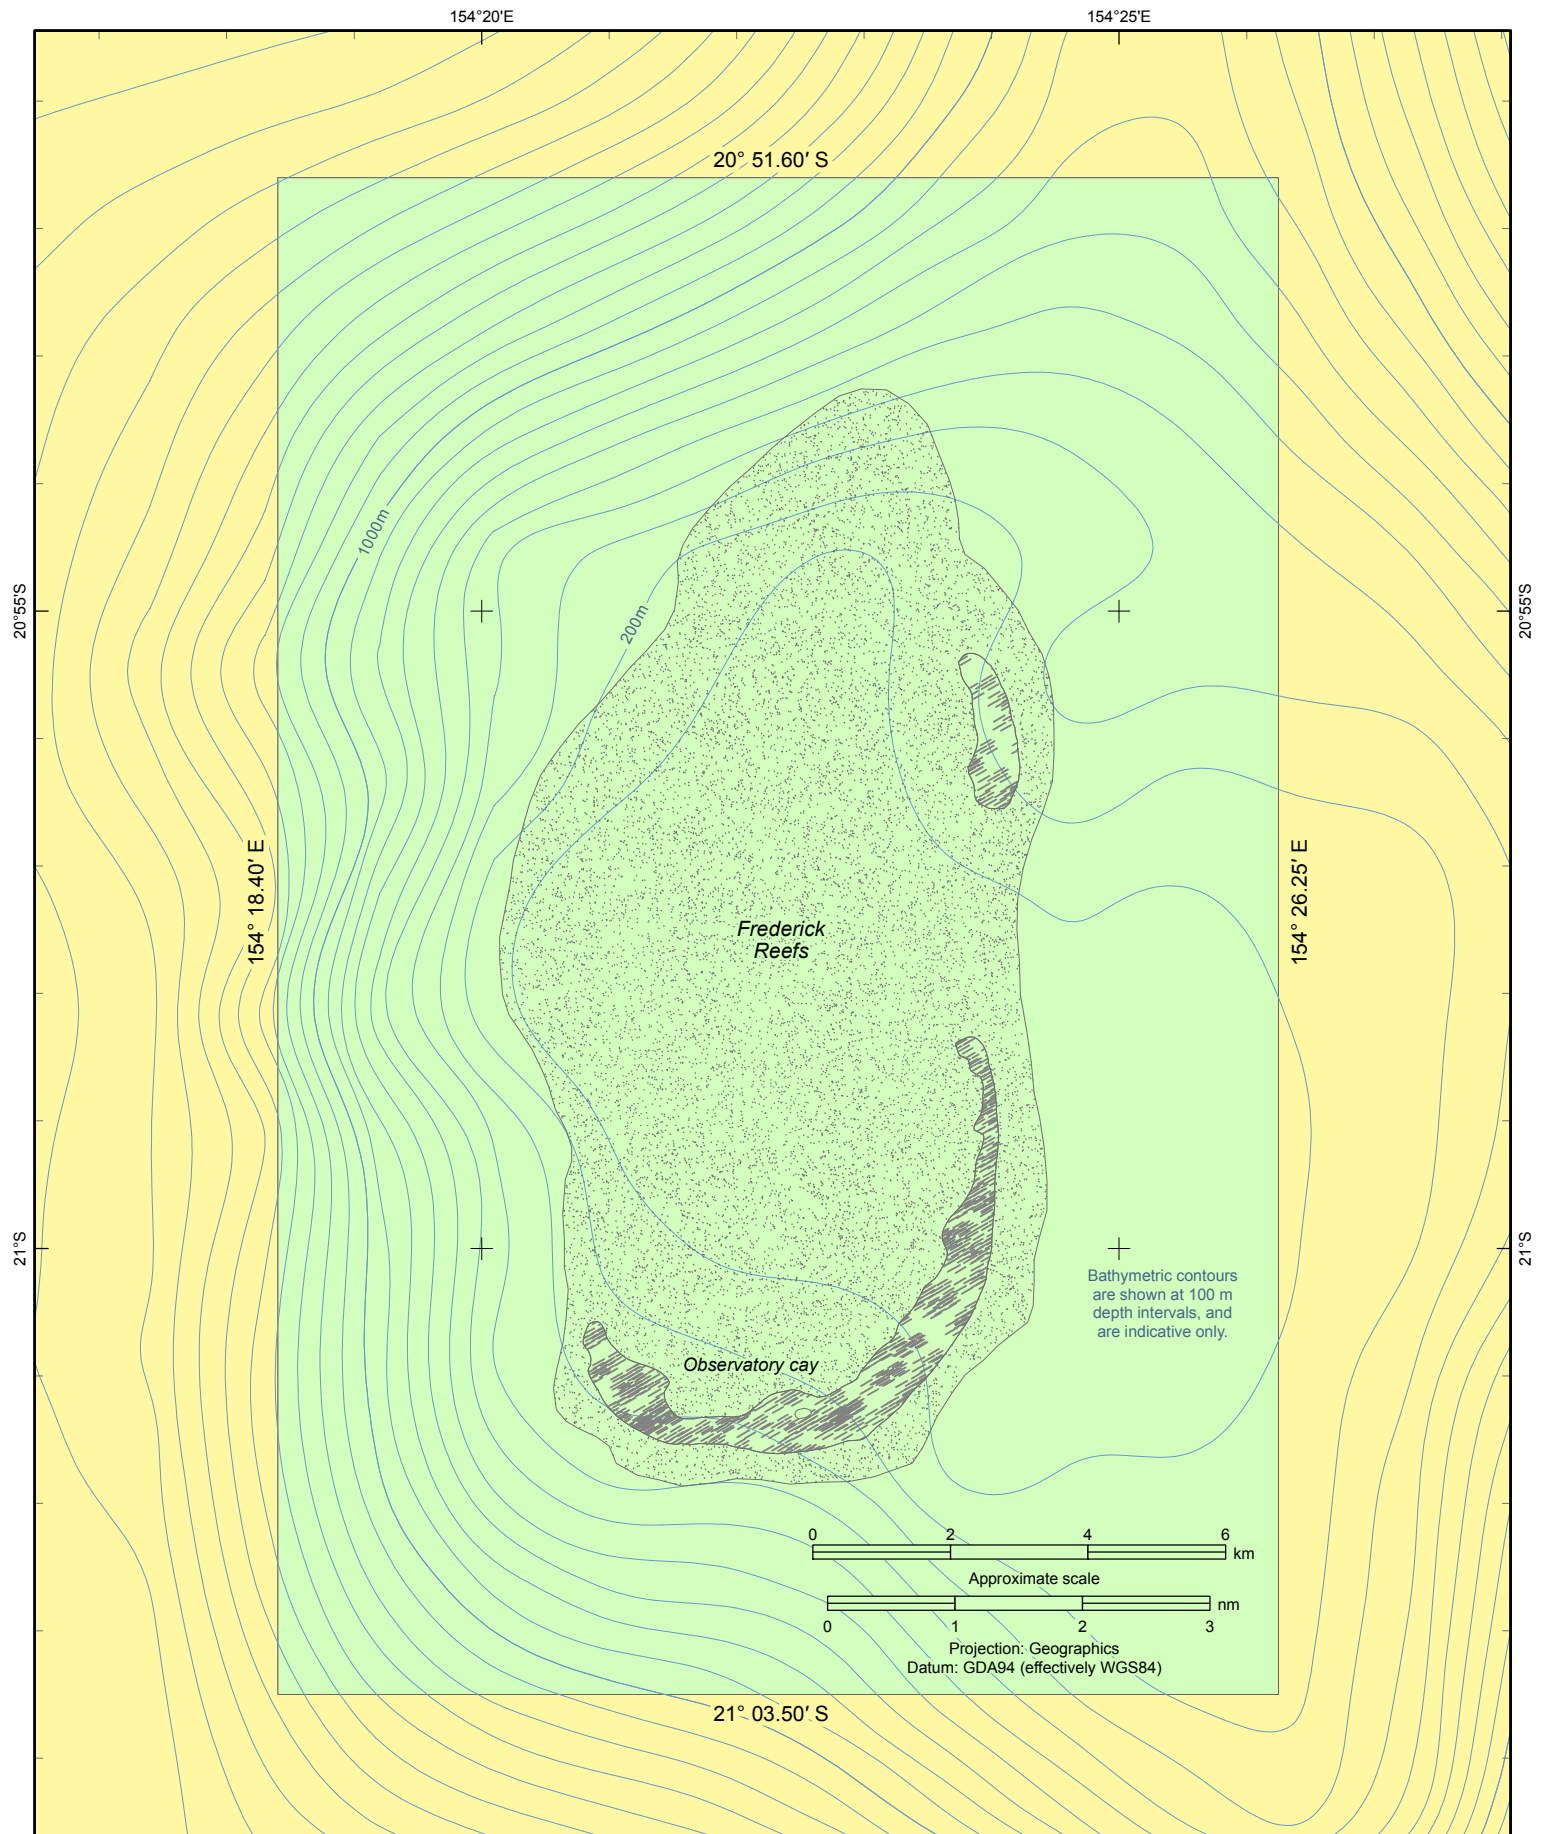 154°20'E
154°25'E
20° 51.60′ S
1000m
200m
20°55'S
20°55'S
154° 18.40′ E
154° 26.25′ E
Frederick
Reefs
21°S
21°S
Bathymetric contours
are shown at 100 m
depth intervals, and
are indicative only.
Observatory cay
0 2 4 6
km
Approximate scale
nm
0 1 2 3
Projection: Geographics
Datum: GDA94 (effectively WGS84)
21° 03.50′ S